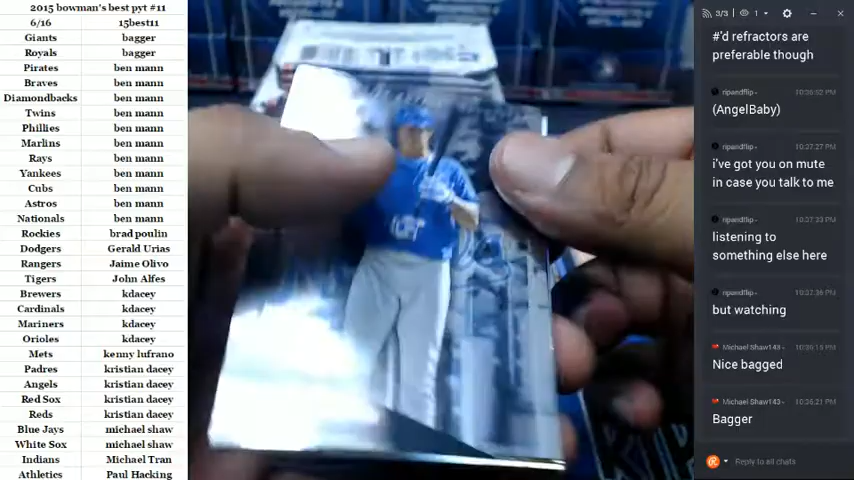 2015 bowman's best pyt #11
6/16 15best11
Giants bagger
Royals bagger
Pirates ben mann
Braves ben mann
Diamondbacks ben mann
Twins ben mann
Phillies ben mann
Marlins ben mann
Rays ben mann
Yankees ben mann
Cubs ben mann
Astros ben mann
Nationals ben mann
Rockies brad poulin
Dodgers Gerald Urias
Rangers Jaime Olivo
Tigers John Alfes
Brewers kdacey
Cardinals kdacey
Mariners kdacey
Orioles kdacey
Mets kenny lufrano
Padres kristian dacey
Angels kristian dacey
Red Sox kristian dacey
Reds kristian dacey
Blue Jays michael shaw
White Sox michael shaw
Indians Michael Tran
Athletics Paul Hacking
3/3 1
#'d refractors are
preferable though
ripandflip- 10:36:52 PM
(AngelBaby)
ripandflip- 10:37:27 PM
i've got you on mute
in case you talk to me
ripandflip- 10:37:33 PM
listening to
something else here
ripandflip- 10:37:36 PM
but watching
Michael Shaw143-
Nice bagged
Michael Shaw143-
Bagger
Reply to all chats